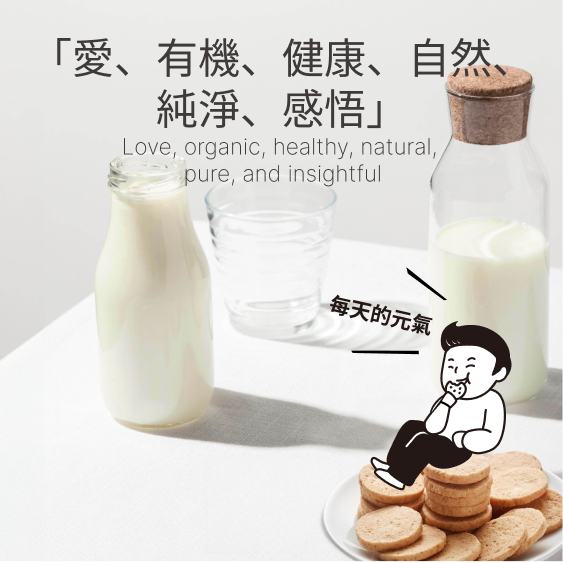 「愛、有機、健康、自然、
純淨、感悟」
Love, organic, healthy, natural,
pure, and insightful
每天的元氣